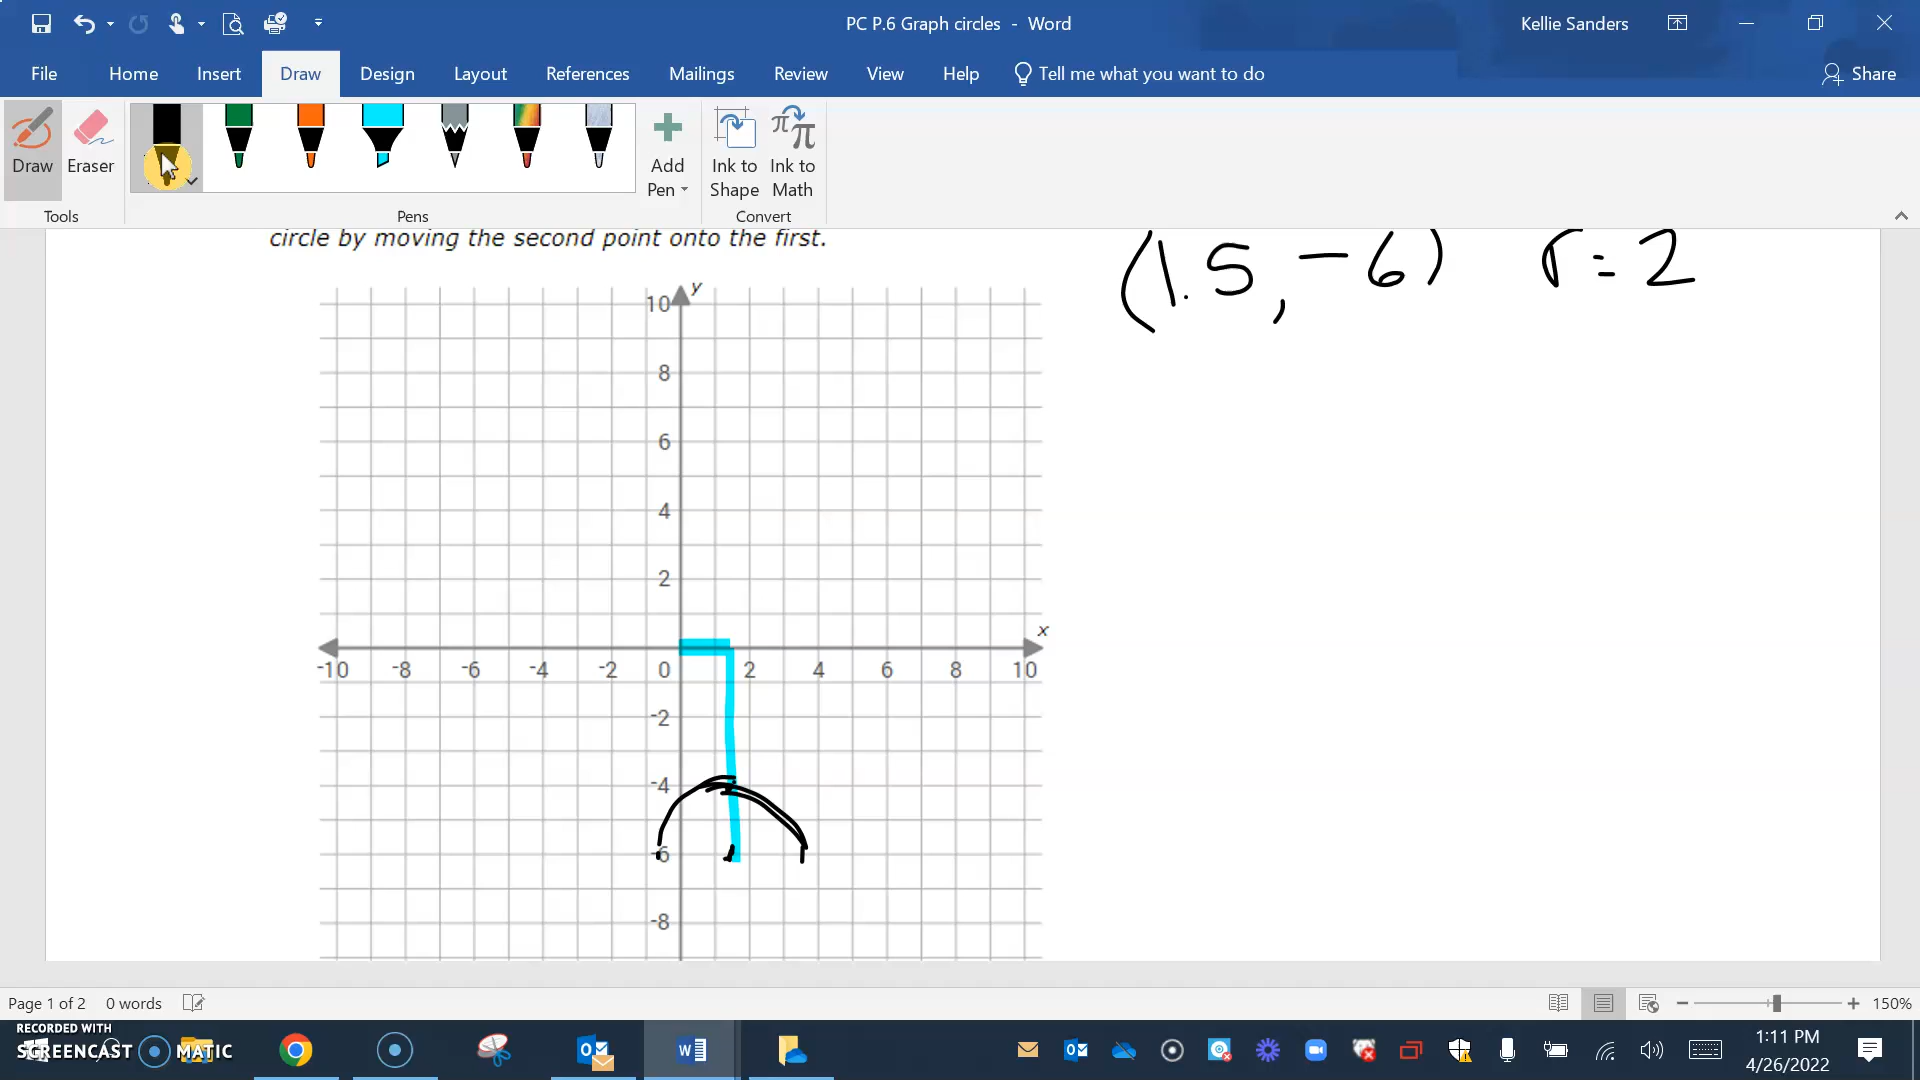 PC P.6 Graph circles - Word
Kellie Sanders
File Home Insert Draw Design Layout References Mailings Review View Help Tell me what you want to do Share
Draw Eraser Add Pen Ink to Shape Ink to Math
Tools Pens Convert
circle by moving the second point onto the first.
(1.5, -6) r = 2
y
10
8
6
4
2
x
-10 -8 -6 -4 -2 0 2 4 6 8 10
-2
-4
-6
-8
Page 1 of 2 0 words 150%
RECORDED WITH
SCREENCAST MATIC
1:11 PM
4/26/2022